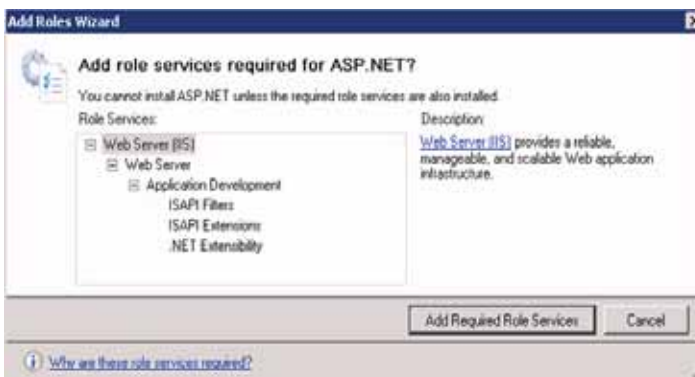 Add Roles Wizard
Add role services required for ASP.NET?
You cannot install ASP.NET unless the required role services are also installed.
Role Services:
Description:
Web Server (IIS)
Web Server
Application Development
ISAPI Filters
ISAPI Extensions
.NET Extensibility
Web Server (IIS) provides a reliable,
manageable, and scalable Web application
infrastructure.
Add Required Role Services
Cancel
Why are these role services required?